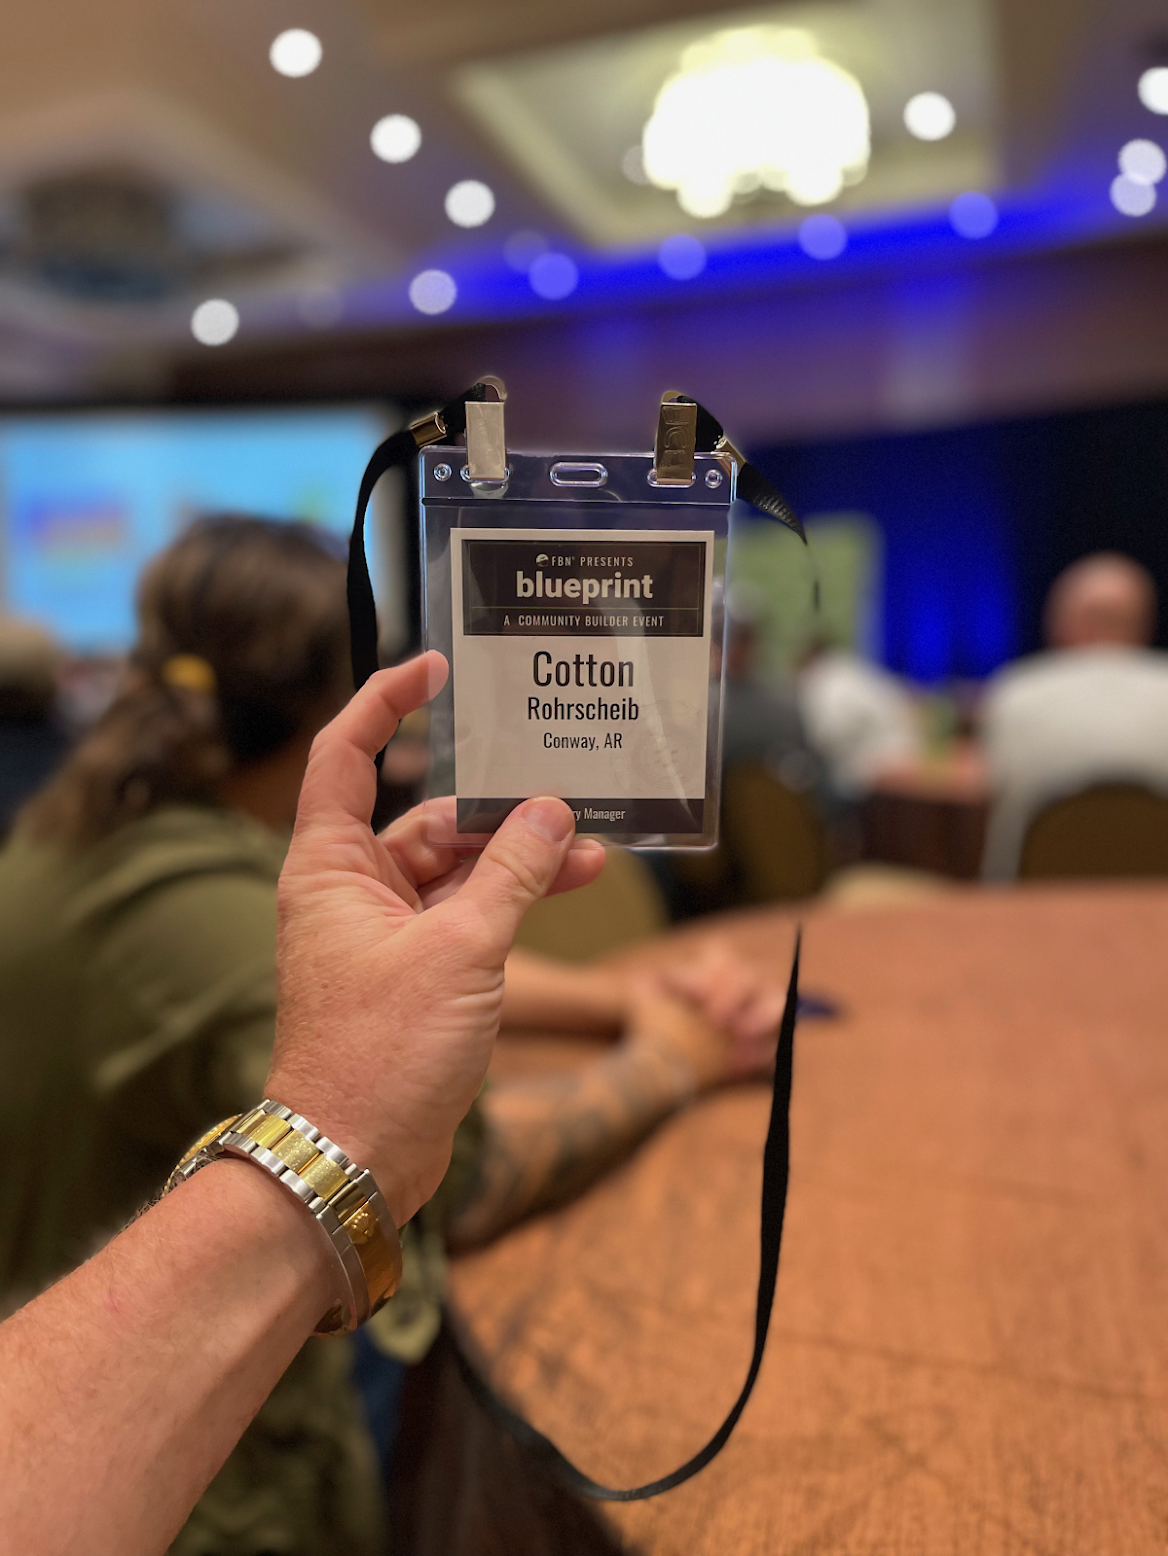 FBN® PRESENTS
blueprint
A COMMUNITY BUILDER EVENT
Cotton
Rohrscheib
Conway, AR
Manager